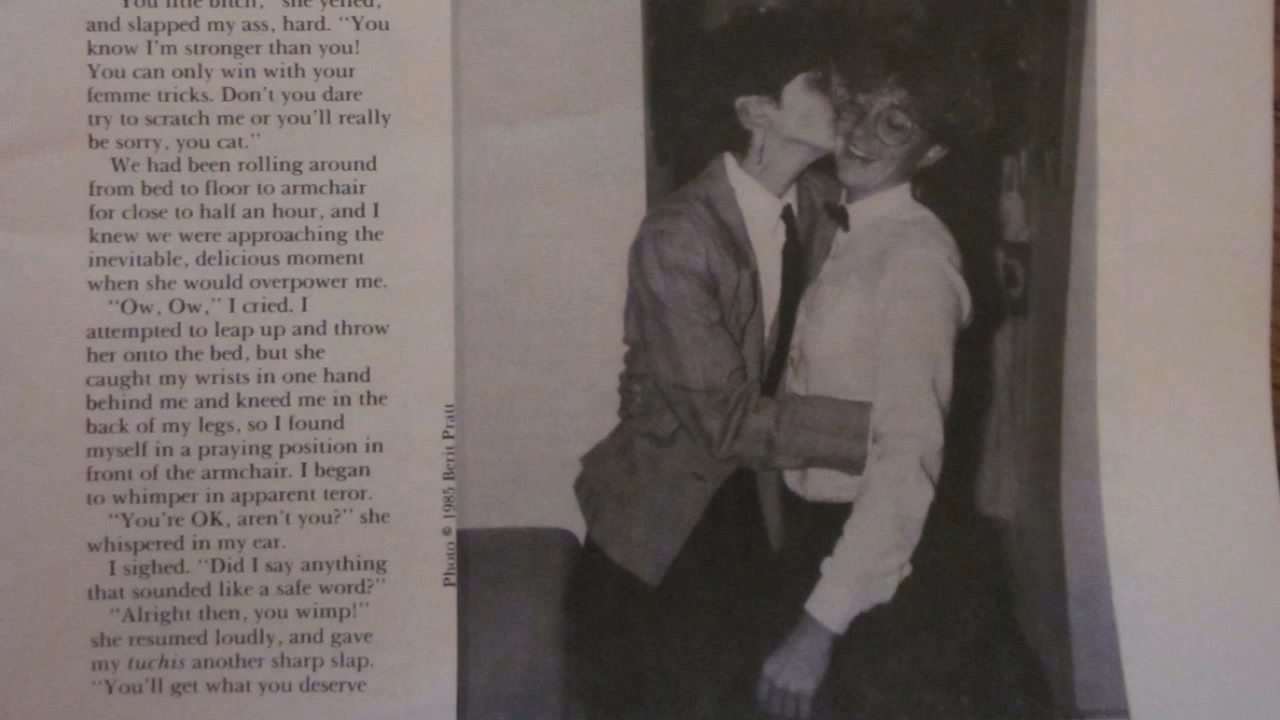 "You little bitch," she yelled,
and slapped my ass, hard. "You
know I'm stronger than you!
You can only win with your
femme tricks. Don't you dare
try to scratch me or you'll really
be sorry, you cat."
We had been rolling around
from bed to floor to armchair
for close to half an hour, and I
knew we were approaching the
inevitable, delicious moment
when she would overpower me.
"Ow, Ow," I cried. I
attempted to leap up and throw
her onto the bed, but she
caught my wrists in one hand
behind me and kneed me in the
back of my legs, so I found
myself in a praying position in
front of the armchair. I began
to whimper in apparent teror.
"You're OK, aren't you?" she
whispered in my ear.
I sighed. "Did I say anything
that sounded like a safe word?"
"Alright then, you wimp!"
she resumed loudly, and gave
my tuchis another sharp slap.
"You'll get what you deserve
Photo © 1985 Berit Pratt